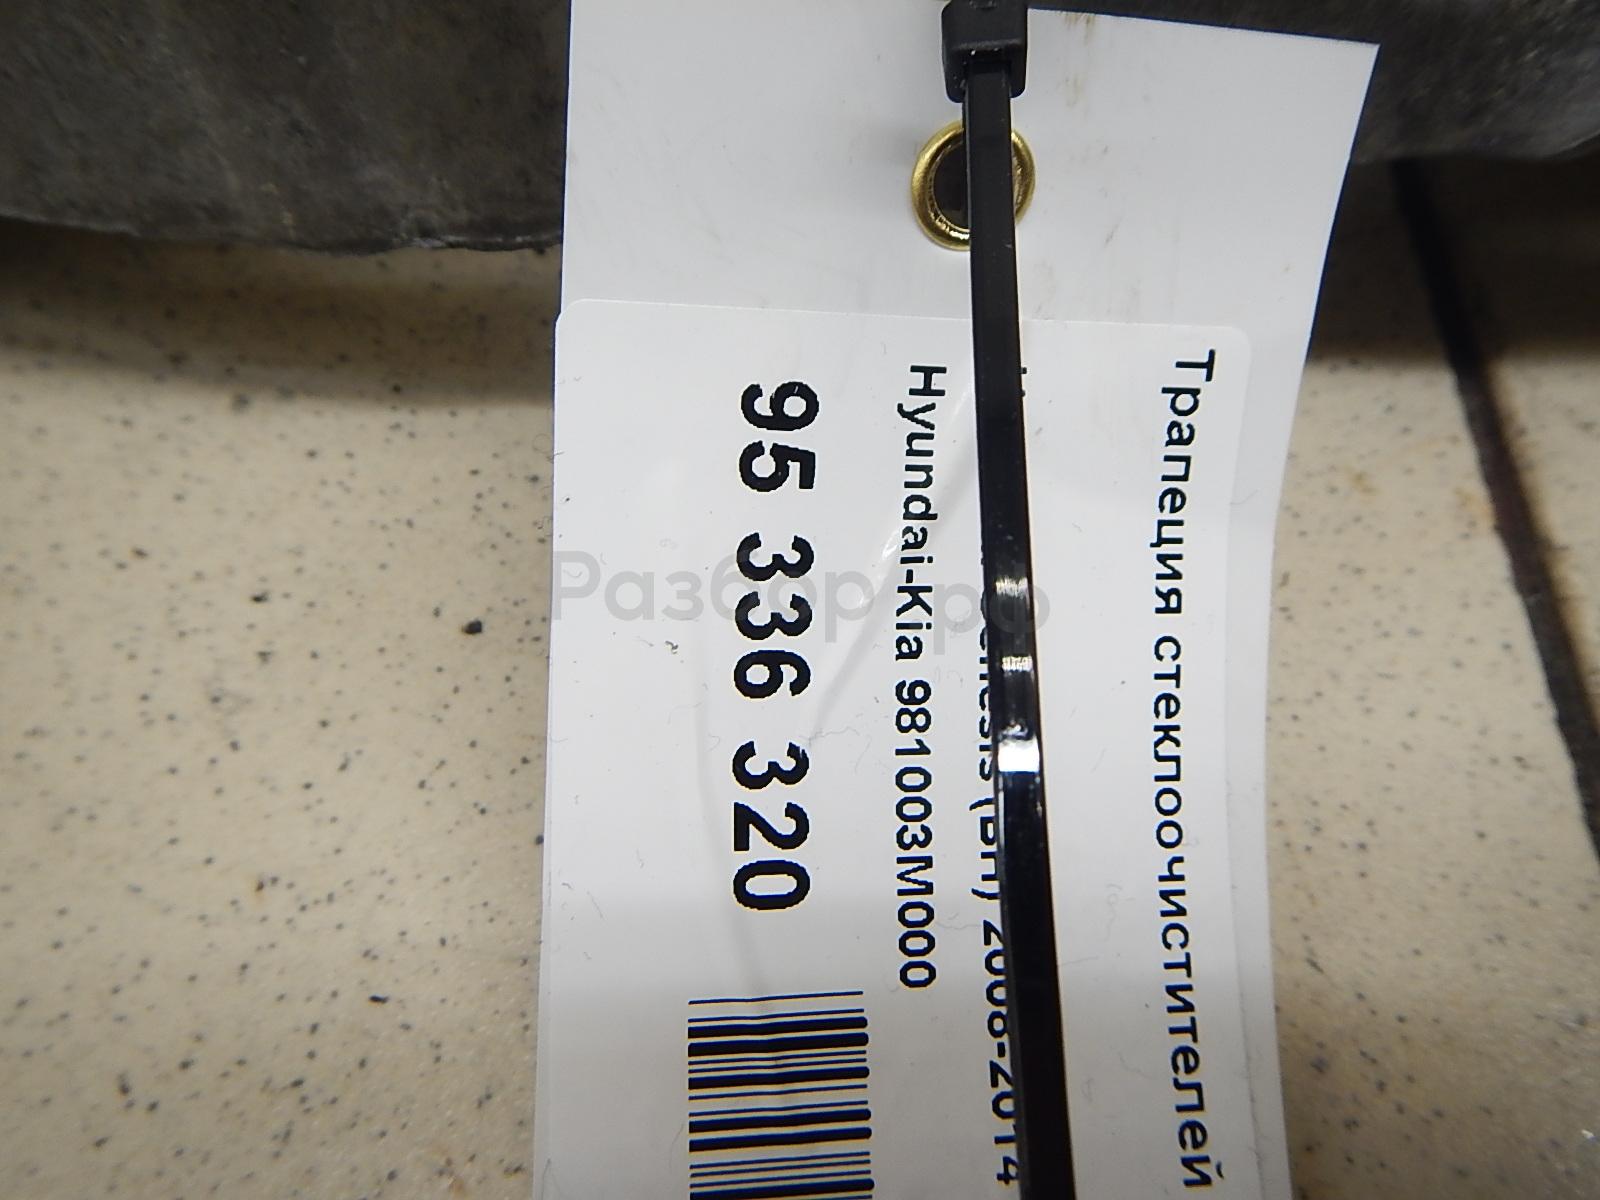 Трапеция стеклоочистителей
(BH) 2008-2014
Hyundai-Kia 981003M000
95 336 320
Разбор рф